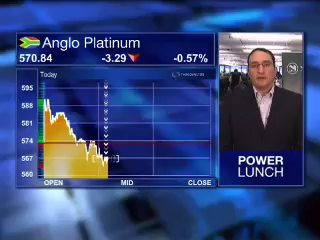 Anglo Platinum
570.84 -3.29 -0.57%
Today
595
588
581
574
567
560
OPEN MID CLOSE
POWER
LUNCH